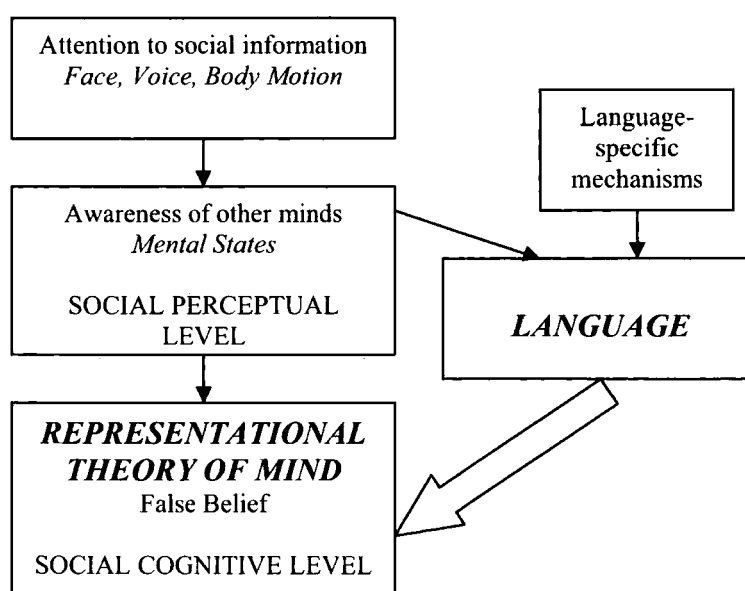 Attention to social information
Face, Voice, Body Motion
Language-
specific
mechanisms
Awareness of other minds
Mental States
SOCIAL PERCEPTUAL
LEVEL
LANGUAGE
REPRESENTATIONAL
THEORY OF MIND
False Belief
SOCIAL COGNITIVE LEVEL